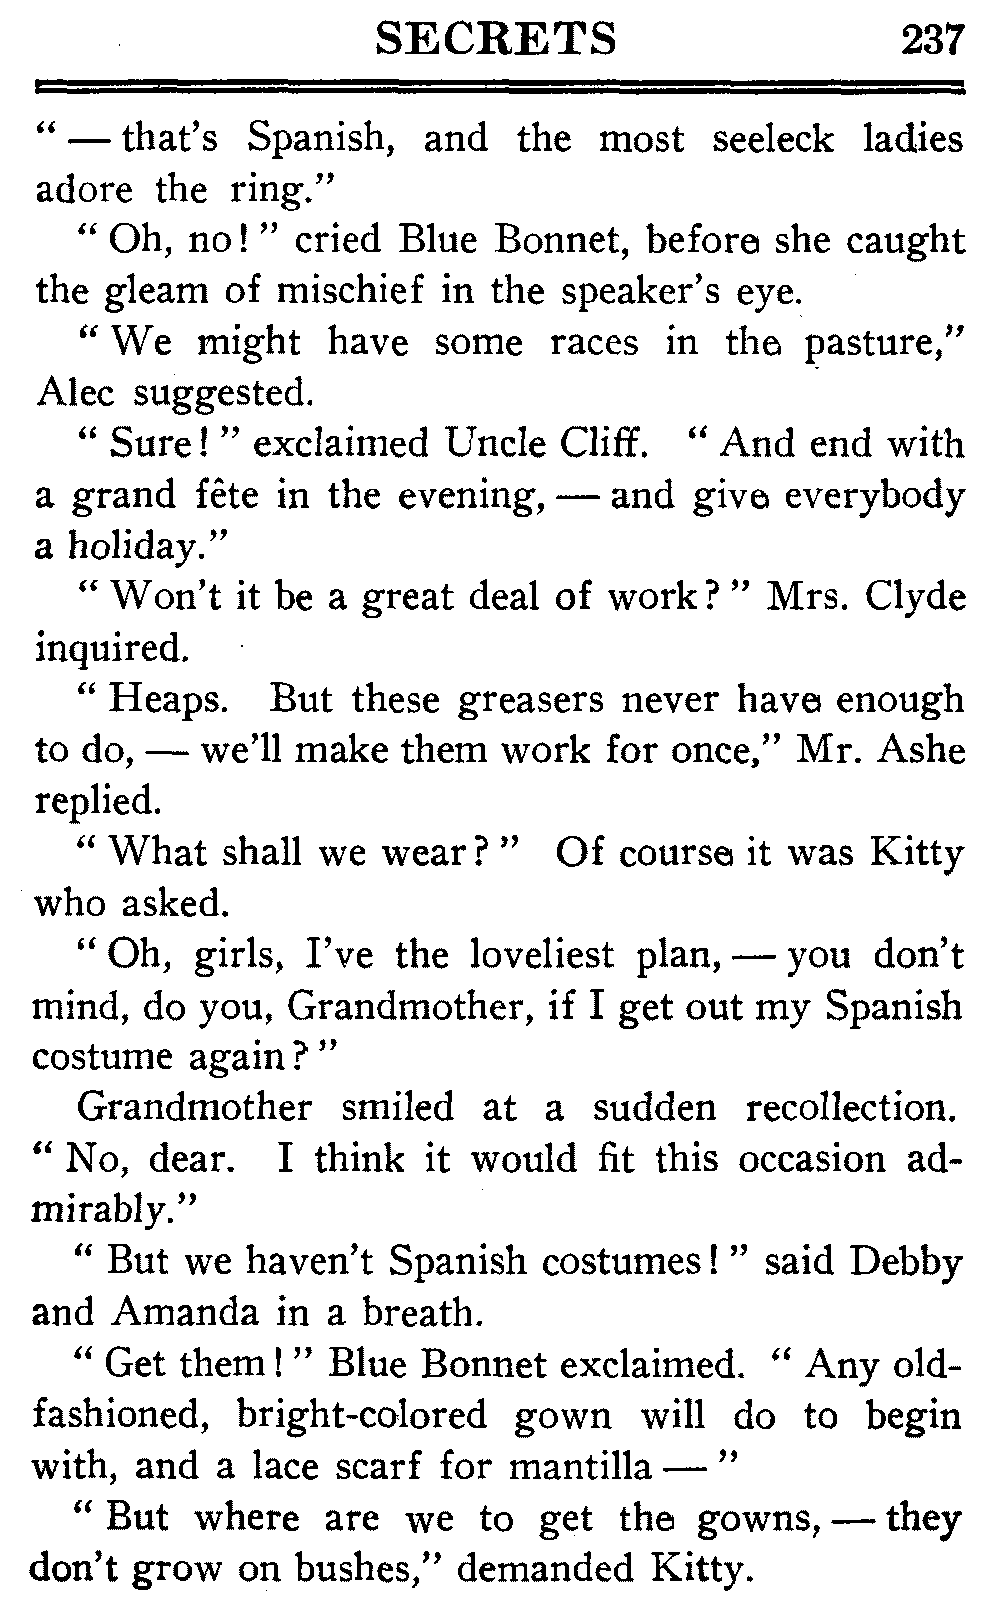 SECRETS 237
“ — that’s Spanish, and the most seeleck ladies
adore the ring.”
“ Oh, no! ” cried Blue Bonnet, before she caught
the gleam of mischief in the speaker’s eye.
“ We might have some races in the pasture,”
Alec suggested.
“ Sure! ” exclaimed Uncle Cliff. “ And end with
a grand fête in the evening, — and give everybody
a holiday.”
“ Won’t it be a great deal of work? ” Mrs. Clyde
inquired.
“ Heaps. But these greasers never have enough
to do, — we’ll make them work for once,” Mr. Ashe
replied.
“ What shall we wear? ” Of course it was Kitty
who asked.
“ Oh, girls, I’ve the loveliest plan, — you don’t
mind, do you, Grandmother, if I get out my Spanish
costume again? ”
Grandmother smiled at a sudden recollection.
“ No, dear. I think it would fit this occasion ad-
mirably.”
“ But we haven’t Spanish costumes! ” said Debby
and Amanda in a breath.
“ Get them! ” Blue Bonnet exclaimed. “ Any old-
fashioned, bright-colored gown will do to begin
with, and a lace scarf for mantilla — ”
“ But where are we to get the gowns, — they
don’t grow on bushes,” demanded Kitty.